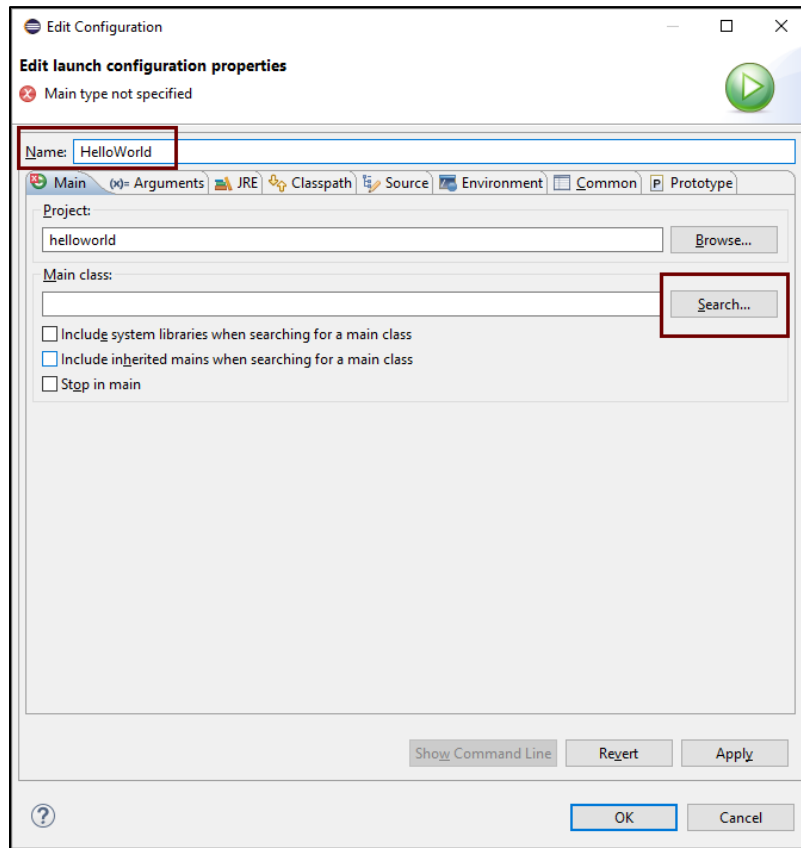 Edit Configuration
Edit launch configuration properties
Main type not specified
Name: HelloWorld
Main (x)= Arguments JRE Classpath Source Environment Common P Prototype
Project:
helloworld Browse...
Main class:
Search...
Include system libraries when searching for a main class
Include inherited mains when searching for a main class
Stop in main
Show Command Line Revert Apply
? OK Cancel